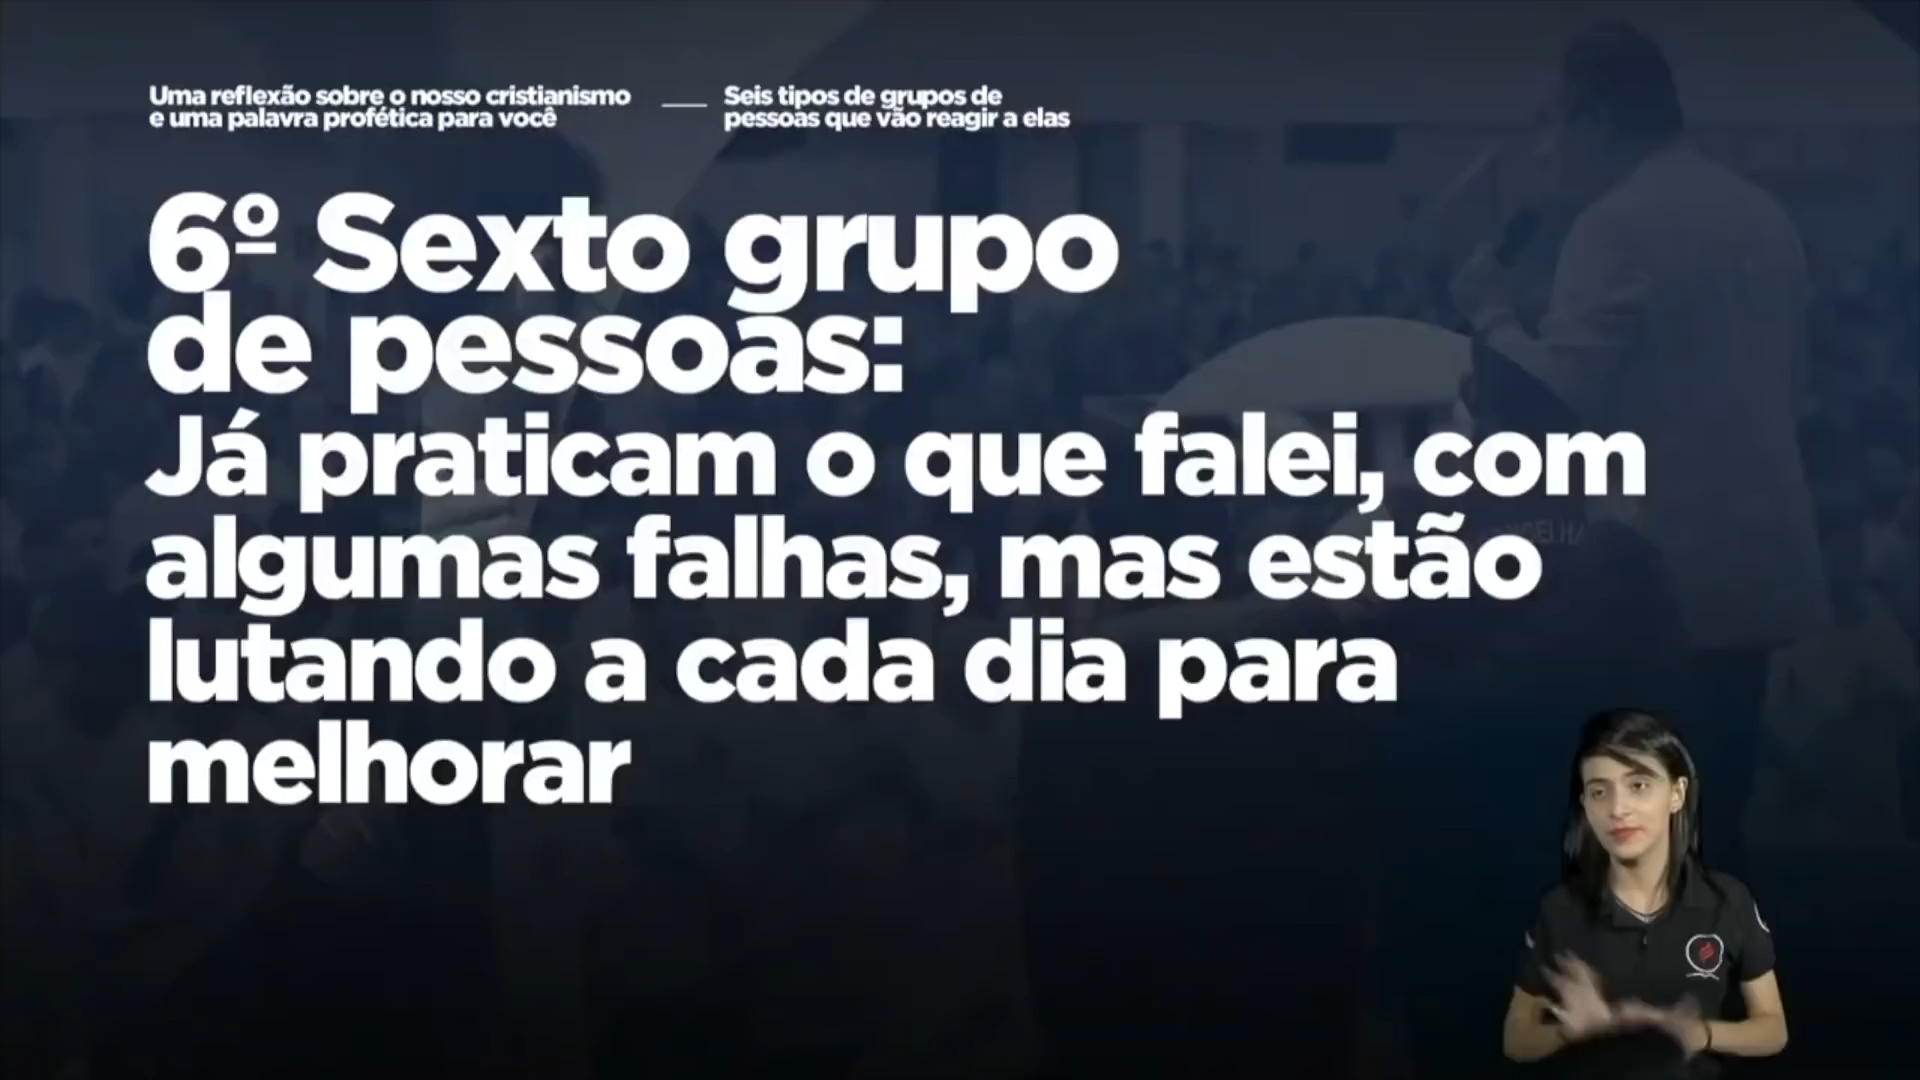 Uma reflexão sobre o nosso cristianismo
e uma palavra profética para você
Seis tipos de grupos de
pessoas que vão reagir a elas
6º Sexto grupo
de pessoas:
Já praticam o que falei, com
algumas falhas, mas estão
lutando a cada dia para
melhorar